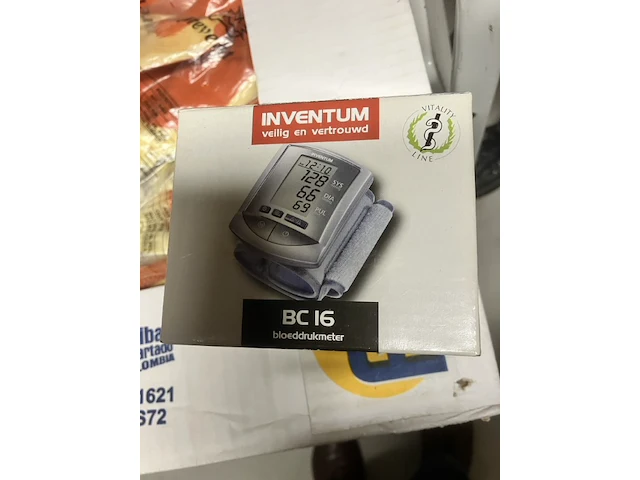 INVENTUM
veilig en vertrouwd
VITALITY
LINE
INVENTUM
12:10
128 SYS
66 DIA
69 PUL
BC 16
bloeddrukmeter
1621
672